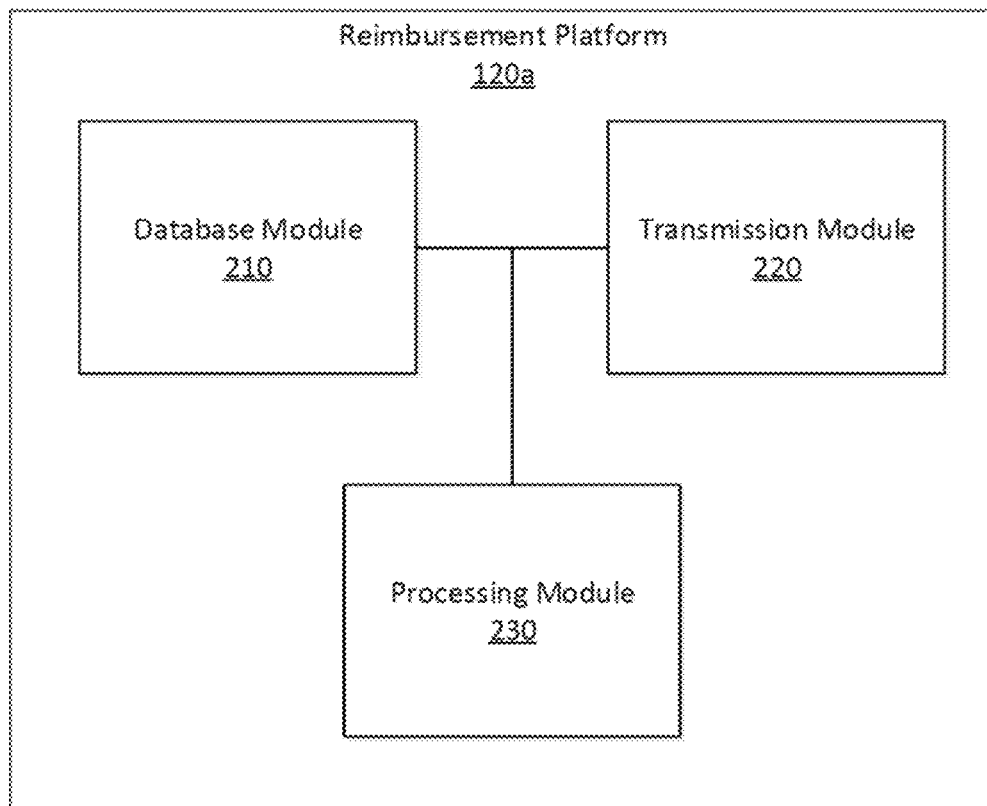 Reimbursement Platform
120a
Database Module
210
Transmission Module
220
Processing Module
230